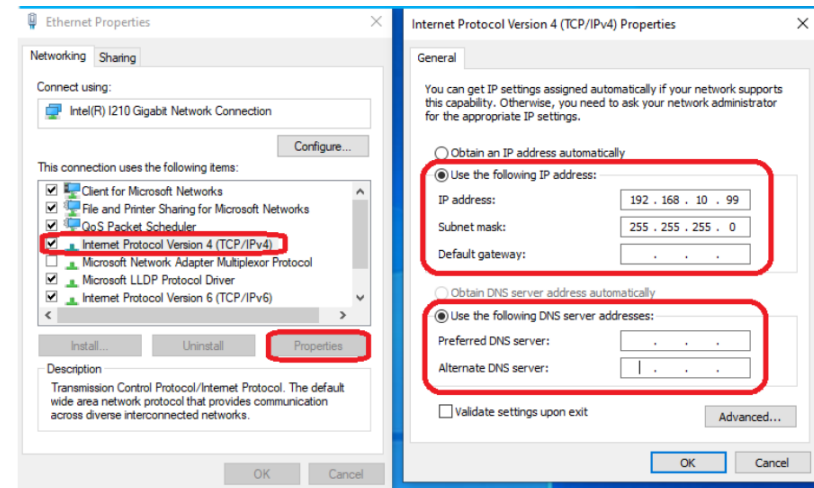 Ethernet Properties
Networking Sharing
Connect using:
Intel(R) I210 Gigabit Network Connection
Configure...
This connection uses the following items:
Client for Microsoft Networks
File and Printer Sharing for Microsoft Networks
QoS Packet Scheduler
Internet Protocol Version 4 (TCP/IPv4)
Microsoft Network Adapter Multiplexor Protocol
Microsoft LLDP Protocol Driver
Internet Protocol Version 6 (TCP/IPv6)
Install... Uninstall Properties
Description
Transmission Control Protocol/Internet Protocol. The default
wide area network protocol that provides communication
across diverse interconnected networks.
OK Cancel
Internet Protocol Version 4 (TCP/IPv4) Properties
General
You can get IP settings assigned automatically if your network supports
this capability. Otherwise, you need to ask your network administrator
for the appropriate IP settings.
Obtain an IP address automatically
Use the following IP address:
IP address: 192 . 168 . 10 . 99
Subnet mask: 255 . 255 . 255 . 0
Default gateway: . . .
Obtain DNS server address automatically
Use the following DNS server addresses:
Preferred DNS server: . . .
Alternate DNS server: . . .
Validate settings upon exit
Advanced...
OK Cancel